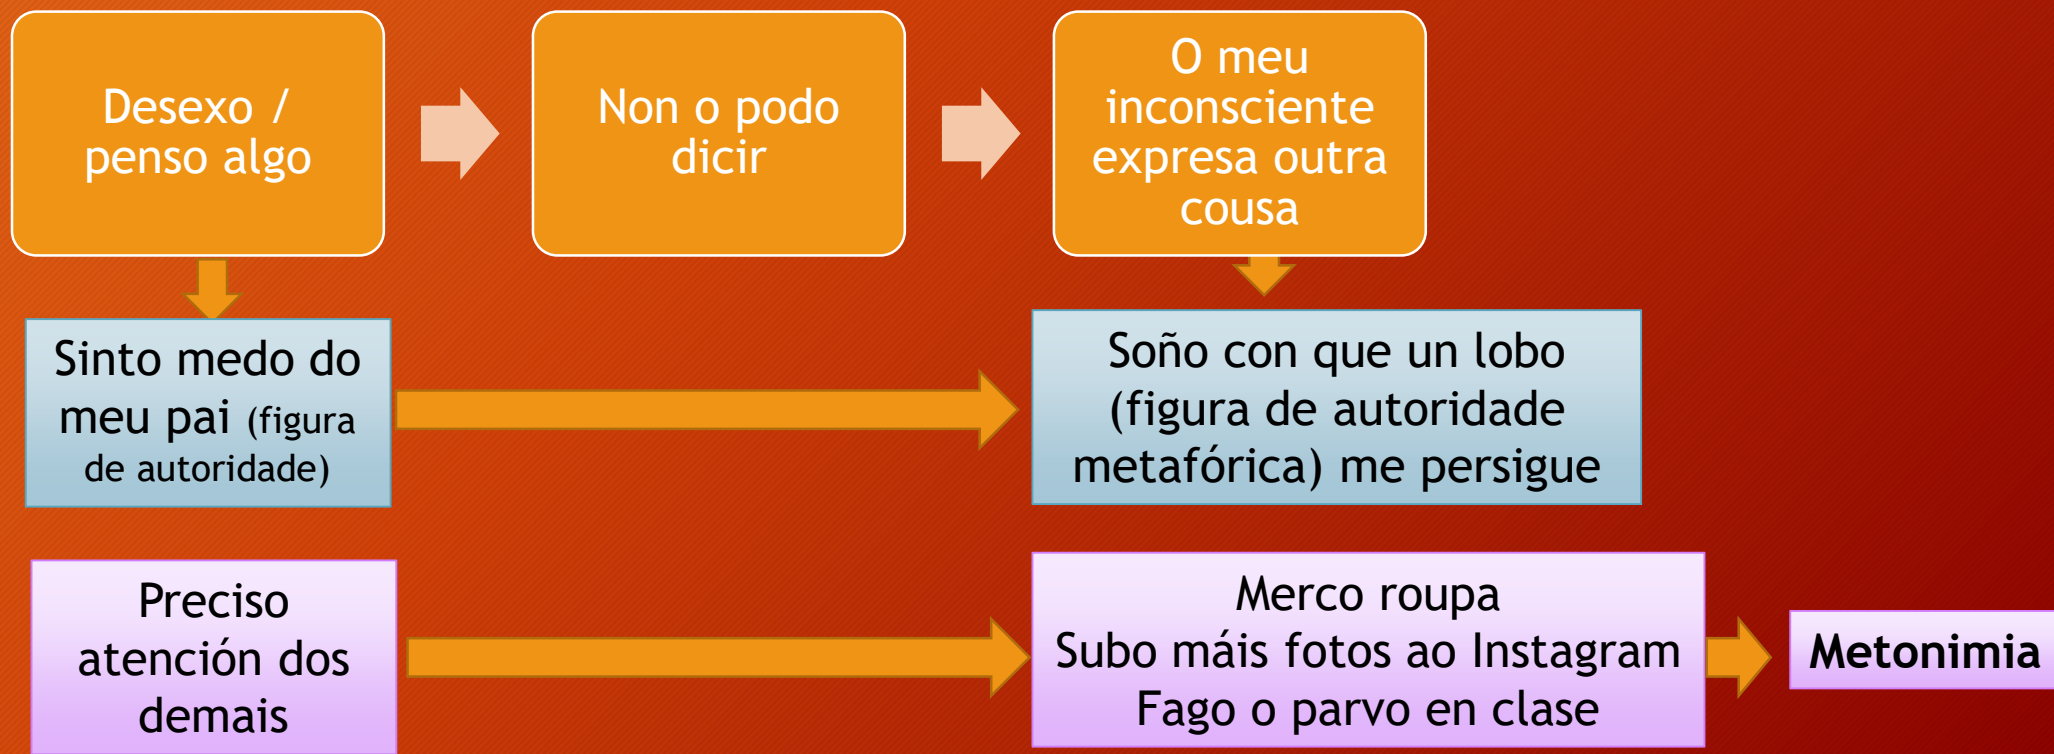 Desexo /
penso algo
Non o podo
dicir
O meu
inconsciente
expresa outra
cousa
Sinto medo do
meu pai (figura
de autoridade)
Soño con que un lobo
(figura de autoridade
metafórica) me persigue
Preciso
atención dos
demais
Merco roupa
Subo máis fotos ao Instagram
Fago o parvo en clase
Metonimia